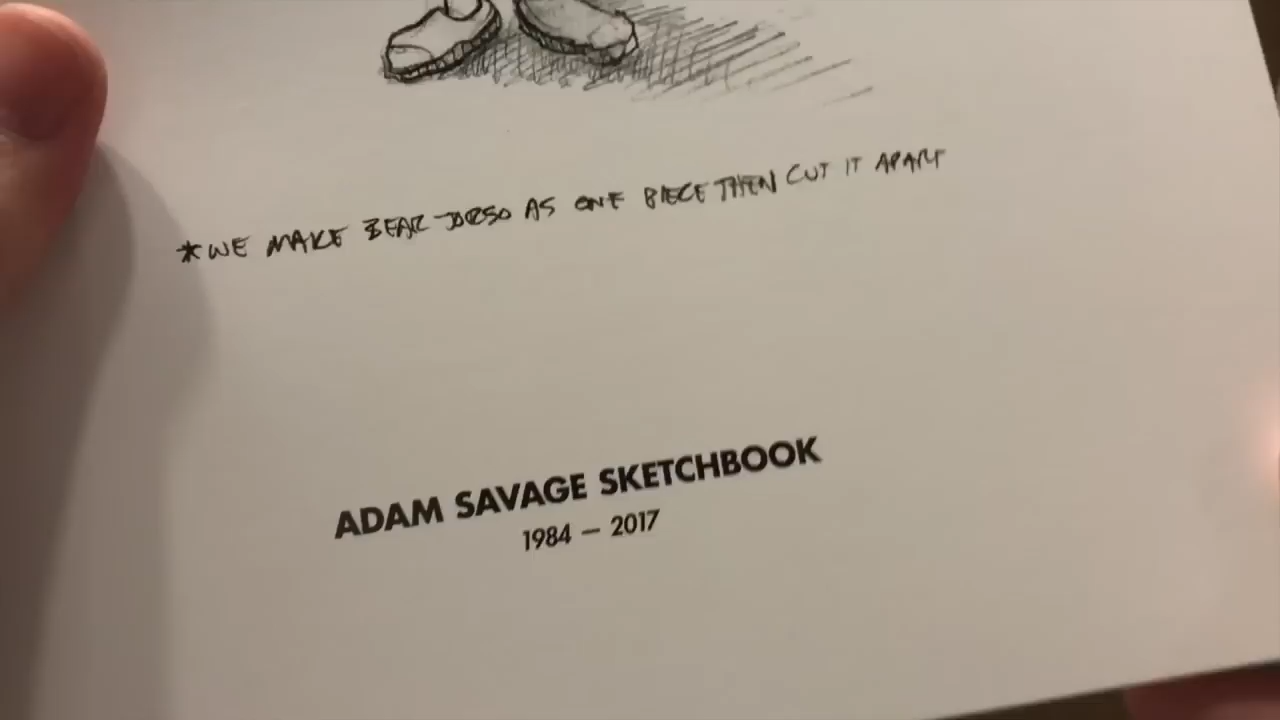 *WE MAKE BEAR TORSO AS ONE PIECE THEN CUT IT APART
ADAM SAVAGE SKETCHBOOK
1984 – 2017